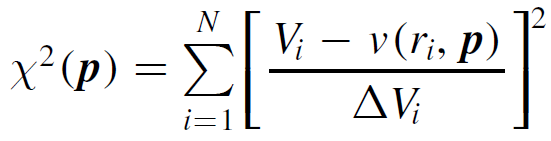 χ²(p) = ∑_{i=1}^{N} [ (V_i − v(r_i, p)) / ΔV_i ]²